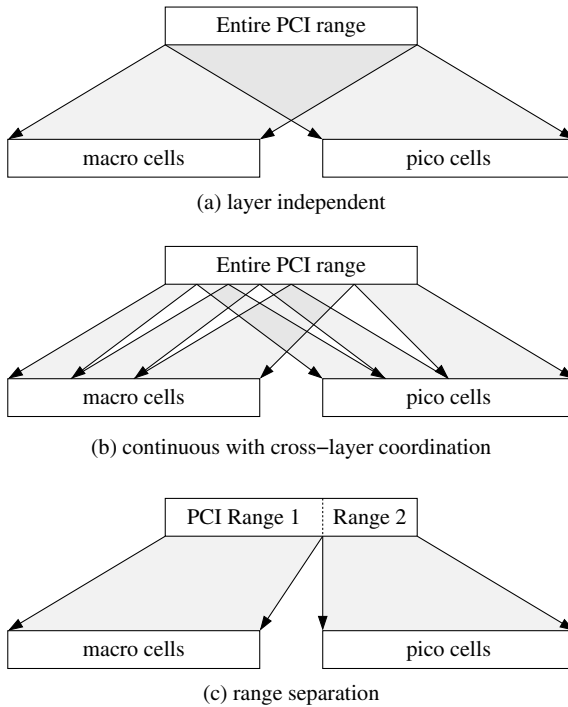 Entire PCI range
macro cells
pico cells
(a) layer independent
Entire PCI range
macro cells
pico cells
(b) continuous with cross−layer coordination
PCI Range 1
Range 2
macro cells
pico cells
(c) range separation